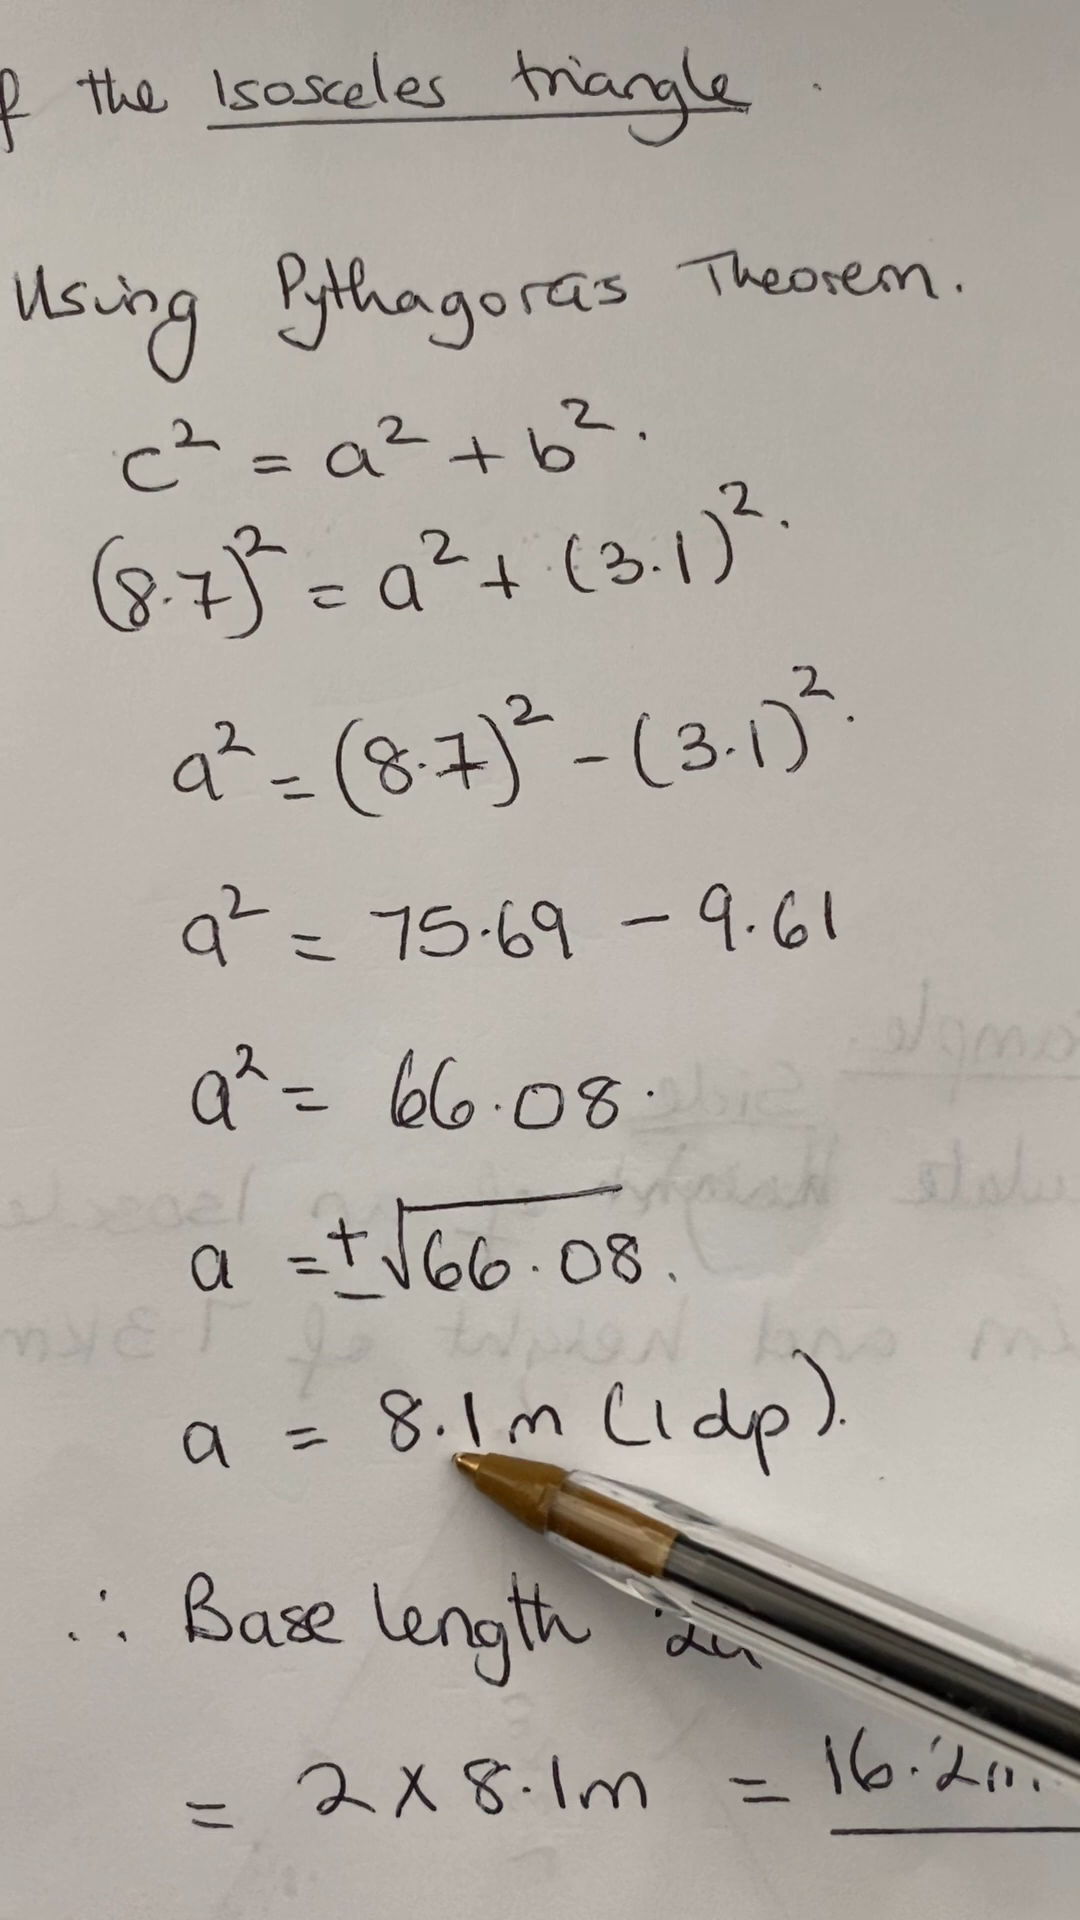 the Isosceles triangle.
Using Pythagoras Theorem.
c² = a² + b².
(8.7)² = a² + (3.1)².
a² = (8.7)² - (3.1)².
a² = 75.69 - 9.61
a² = 66.08.
a = ±√66.08.
a = 8.1m (1dp).
∴ Base length
= 2 × 8.1m = 16.2m.